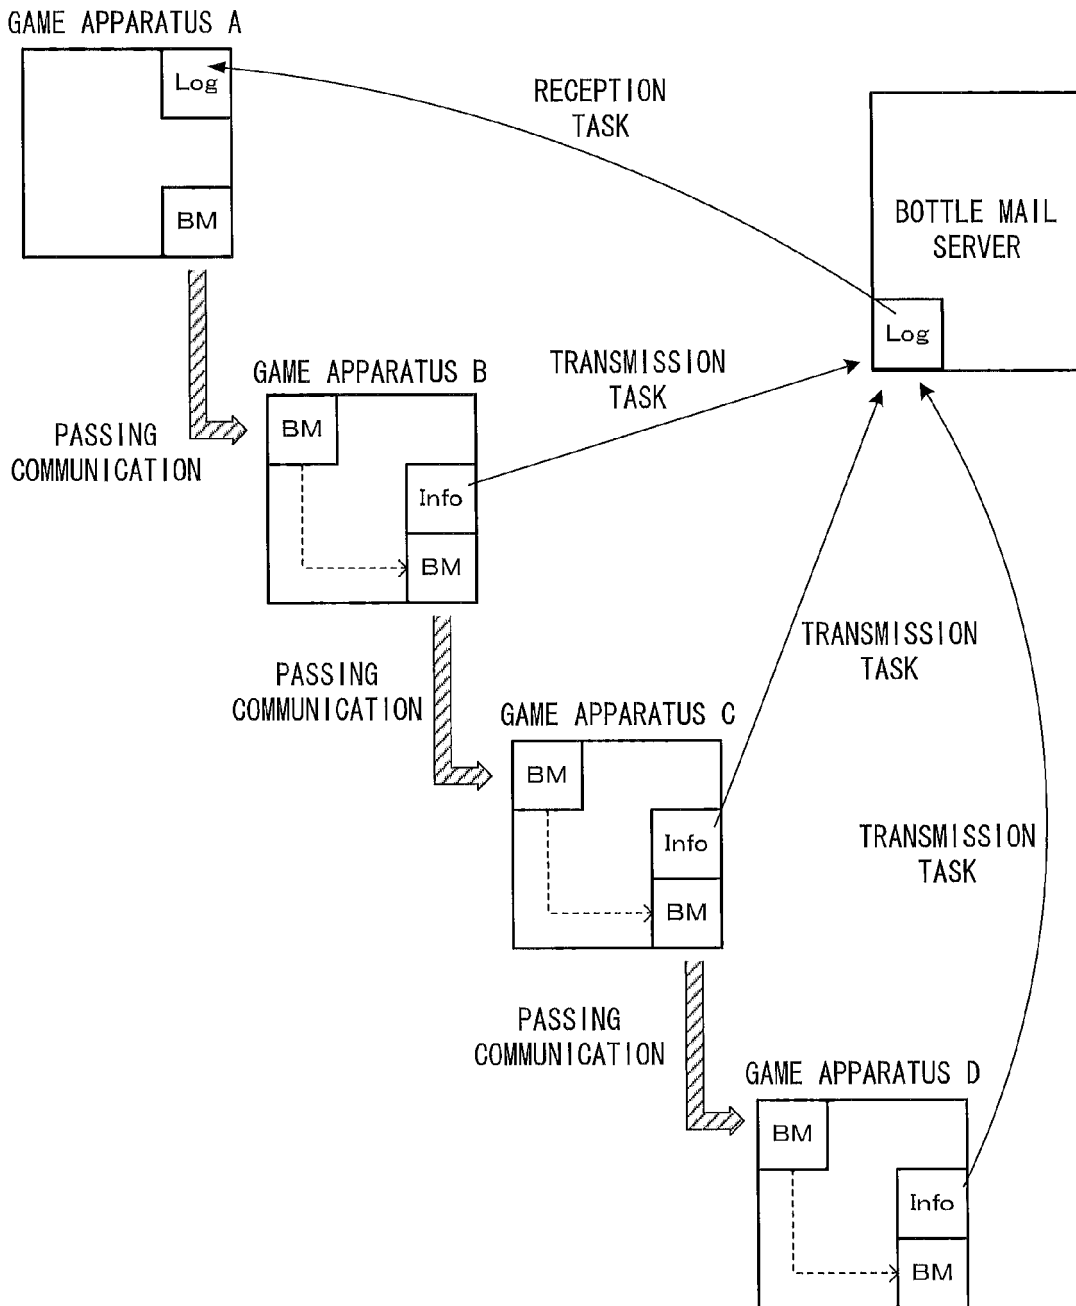 GAME APPARATUS A
Log
RECEPTION
TASK
BM
BOTTLE MAIL
SERVER
Log
GAME APPARATUS B
TRANSMISSION
TASK
BM
PASSING
COMMUNICATION
Info
BM
TRANSMISSION
TASK
PASSING
COMMUNICATION
GAME APPARATUS C
BM
Info
TRANSMISSION
TASK
BM
PASSING
COMMUNICATION
GAME APPARATUS D
BM
Info
BM